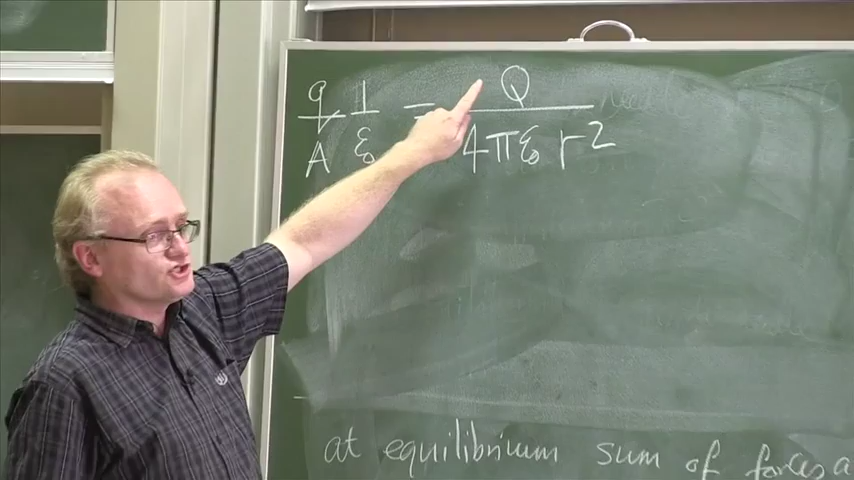 q/A 1/ε₀ = Q/4πε₀ r²
at equilibrium sum of forces a